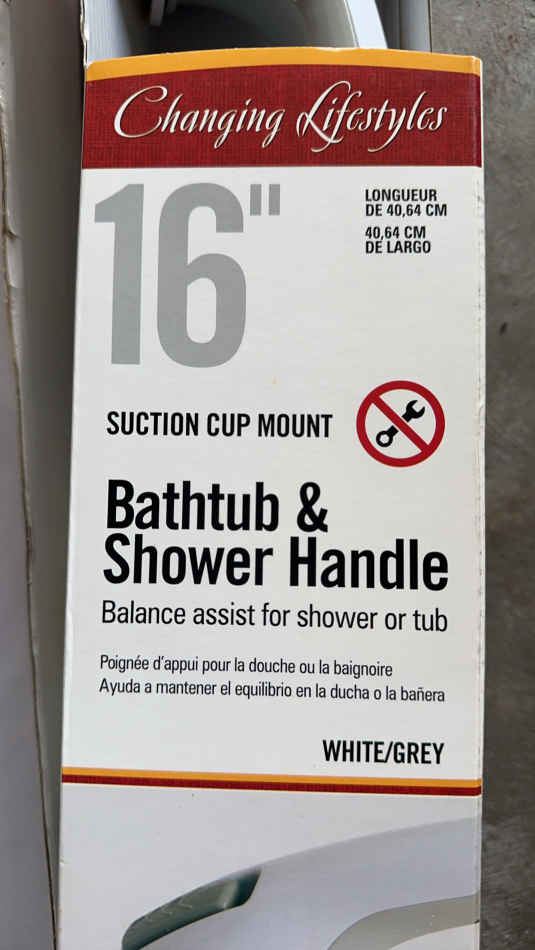 Changing Lifestyles
16"
LONGUEUR
DE 40,64 CM
40,64 CM
DE LARGO
SUCTION CUP MOUNT
Bathtub &
Shower Handle
Balance assist for shower or tub
Poignée d'appui pour la douche ou la baignoire
Ayuda a mantener el equilibrio en la ducha o la bañera
WHITE/GREY